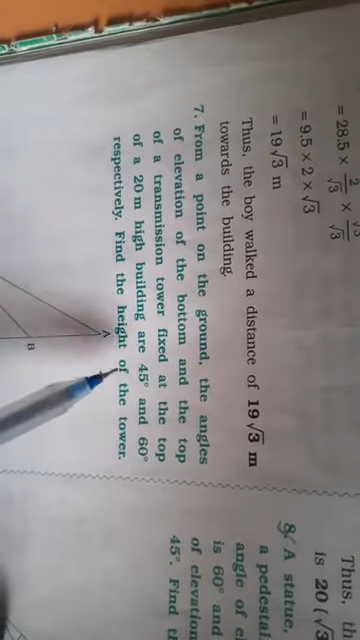 = 28.5 × 2/√3 × √3/√3
= 9.5 × 2 × √3
= 19√3 m
Thus, the boy walked a distance of 19√3 m
towards the building.
7. From a point on the ground, the angles
of elevation of the bottom and the top
of a transmission tower fixed at the top
of a 20 m high building are 45° and 60°
respectively. Find the height of the tower.
A
B
Thus,
is 20 (√3
8. A statue,
a pedesta
angle of el
is 60° and
of elevation
45°. Find